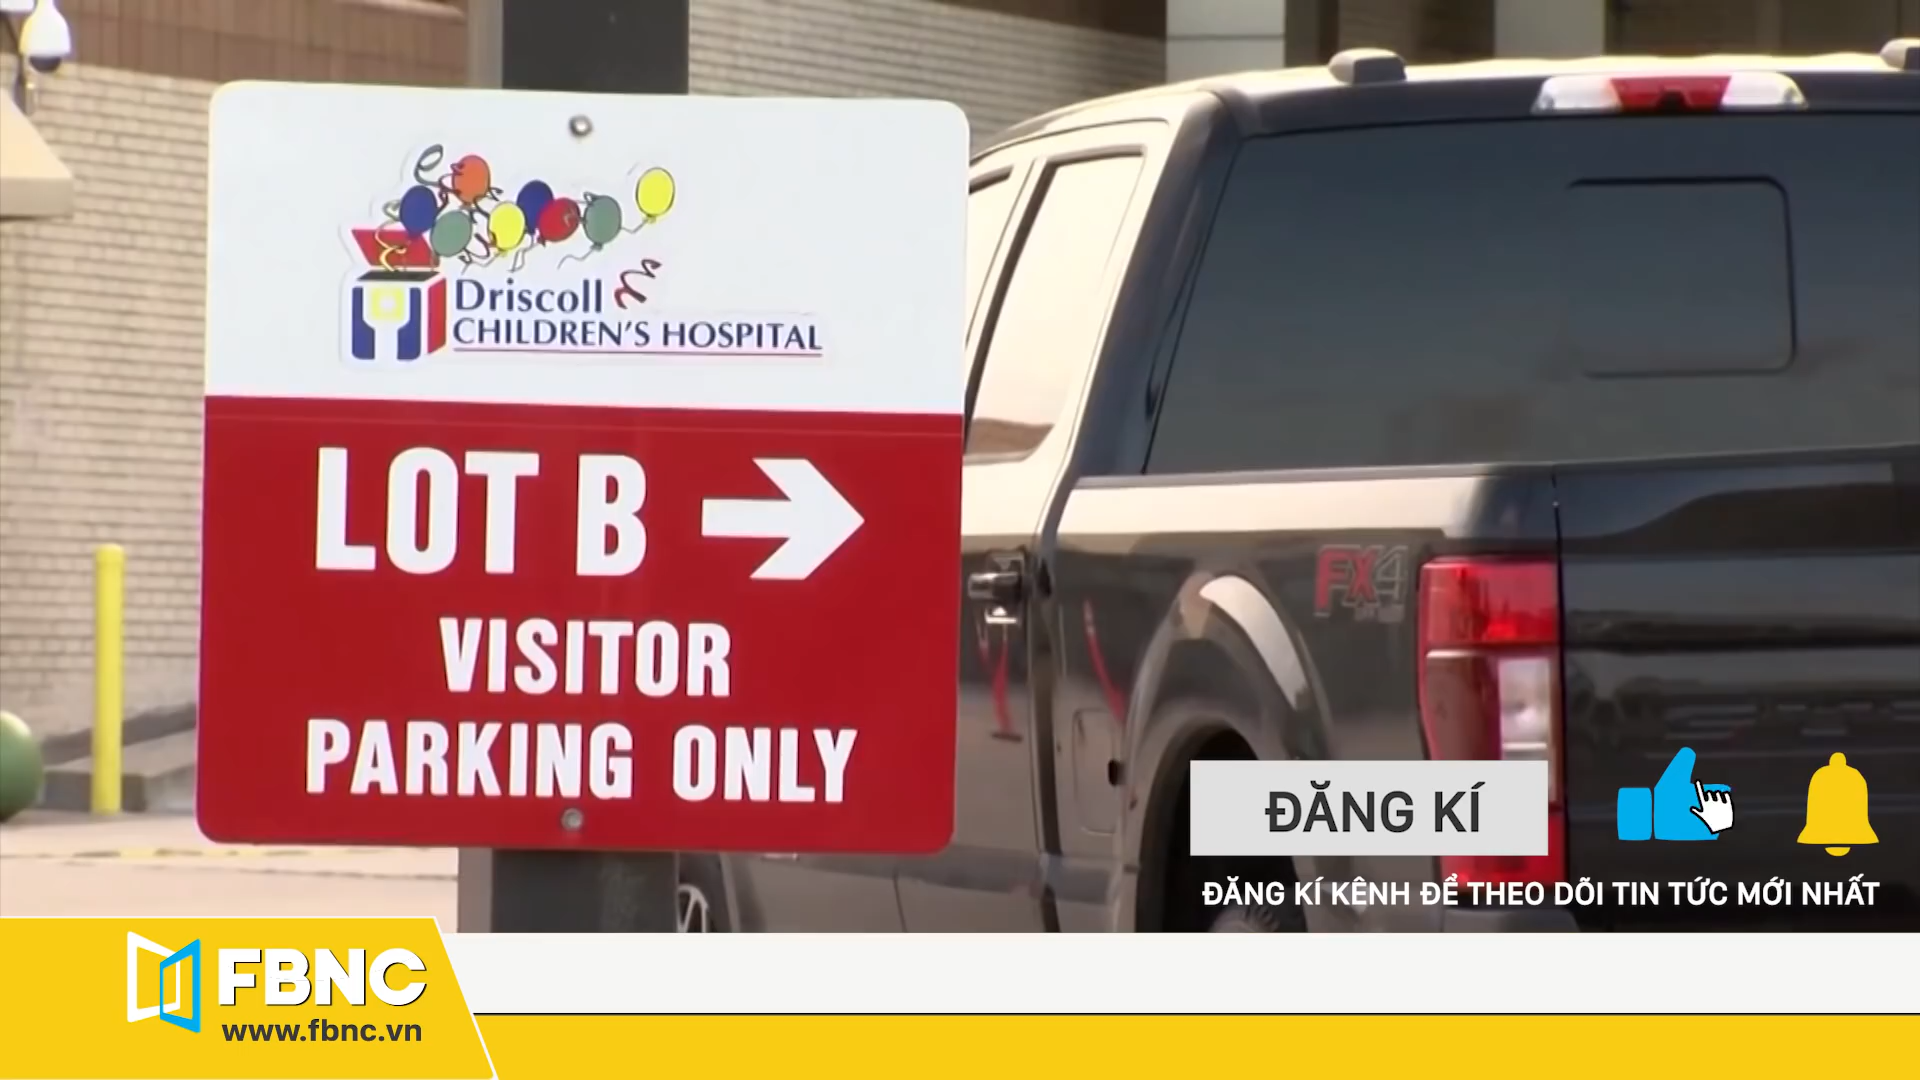 Driscoll
CHILDREN'S HOSPITAL
LOT B
VISITOR
PARKING ONLY
FX4
ĐĂNG KÍ
ĐĂNG KÍ KÊNH ĐỂ THEO DÕI TIN TỨC MỚI NHẤT
FBNC
www.fbnc.vn